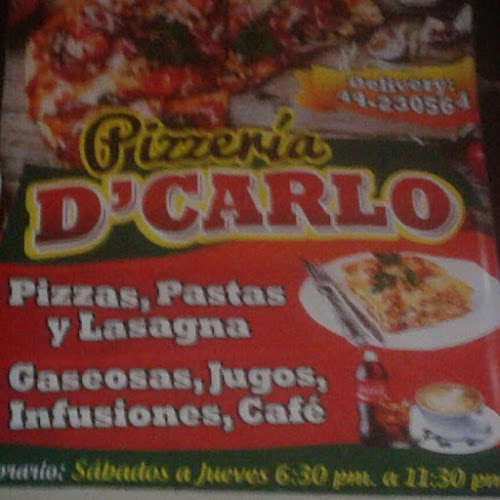 Delivery:
44-230564
Pizzería
D'CARLO
Pizzas, Pastas
y Lasagna
Gaseosas, Jugos,
Infusiones, Café
orario: Sábados a Jueves 6:30 pm. a 11:30 pm